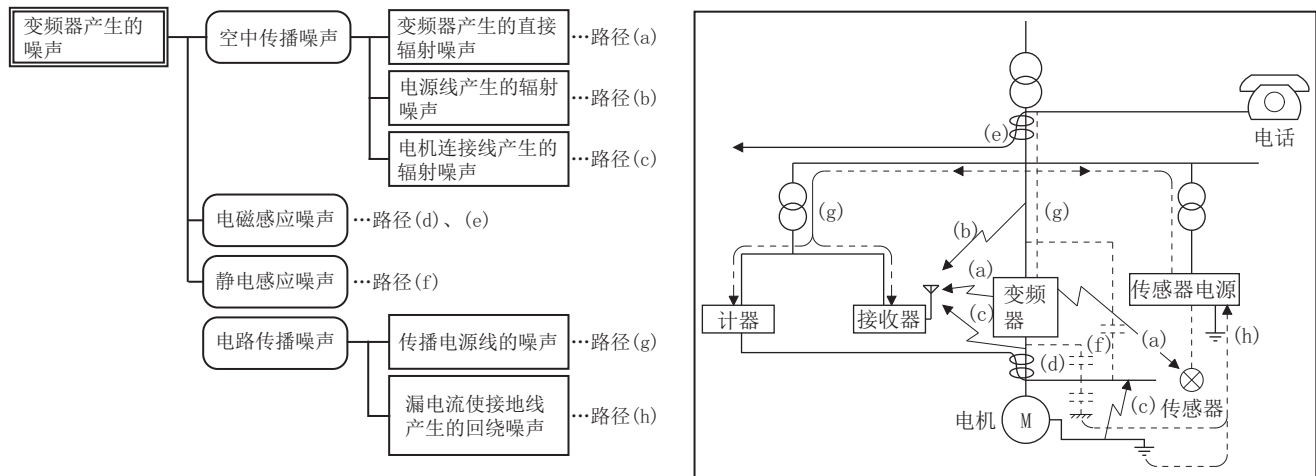 变频器产生的
噪声
空中传播噪声
变频器产生的直接
辐射噪声
…路径(a)
电源线产生的辐射
噪声
…路径(b)
电机连接线产生的
辐射噪声
…路径(c)
电磁感应噪声
…路径(d)、(e)
静电感应噪声
…路径(f)
电路传播噪声
传播电源线的噪声
…路径(g)
漏电流使接地线
产生的回绕噪声
…路径(h)
电话
(e)
(g)
(g)
(b)
(a)
(c)
计器
接收器
变频
器
传感器电源
(h)
(a)
(f)
(d)
(c)
传感器
电机
M